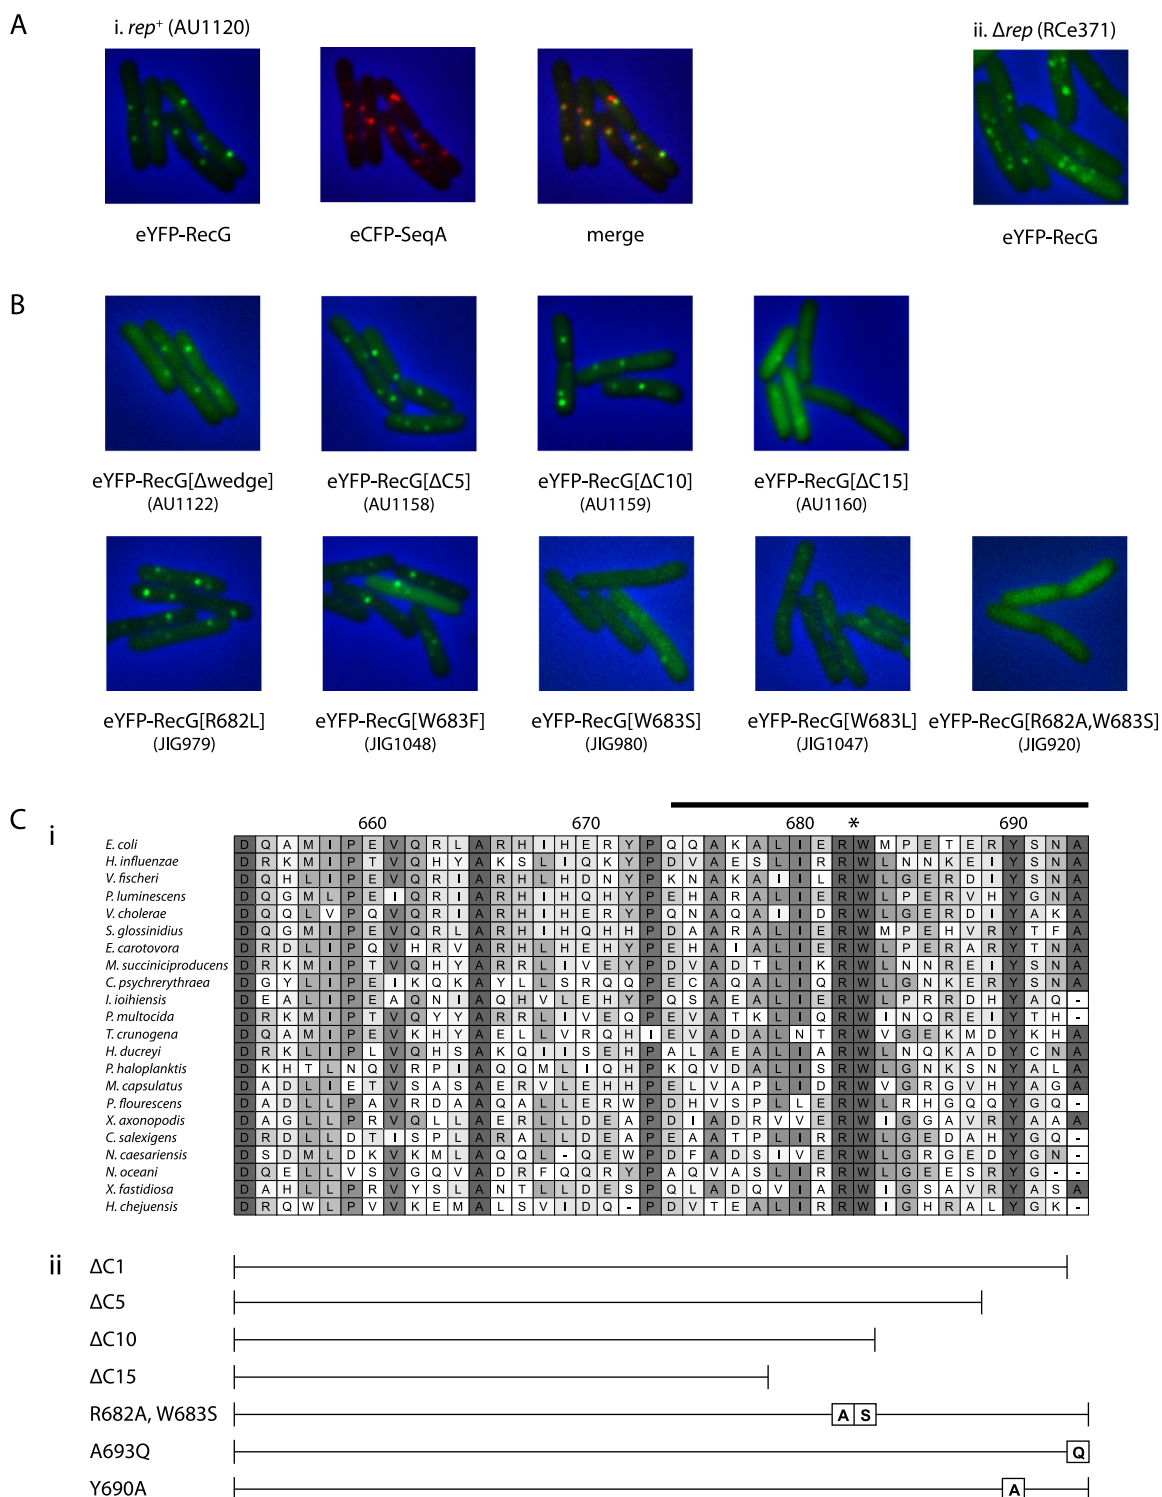 A
i. rep+ (AU1120)
ii. Δrep (RCe371)
eYFP-RecG
eCFP-SeqA
merge
eYFP-RecG
B
eYFP-RecG[Δwedge]
(AU1122)
eYFP-RecG[ΔC5]
(AU1158)
eYFP-RecG[ΔC10]
(AU1159)
eYFP-RecG[ΔC15]
(AU1160)
eYFP-RecG[R682L]
(JIG979)
eYFP-RecG[W683F]
(JIG1048)
eYFP-RecG[W683S]
(JIG980)
eYFP-RecG[W683L]
(JIG1047)
eYFP-RecG[R682A,W683S]
(JIG920)
C
i
660 670 680 * 690
E. coli D Q A M I P E V Q R L A R H I H E R Y P Q Q A K A L I E R W M P E T E R Y S N A
H. influenzae D R K M I P T V Q H Y A K S L I Q K Y P D V A E S L I R R W L N N K E I Y S N A
V. fischeri D Q H L I P E V Q R I A R H L H D N Y P K N A K A I I L R W L G E R D I Y S N A
P. luminescens D Q G M L P E I Q R I A R H I H Q H Y P E H A R A L I E R W L P E R V H Y G N A
V. cholerae D Q Q L V P Q V Q R I A R H I H E R Y P Q N A Q A I I D R W L G E R D I Y A K A
S. glossinidius D Q G M I P E V Q R L A R H I H Q H H P D A A R A L I E R W M P E H V R Y T F A
E. carotovora D R D L I P Q V H R V A R H L H E H Y P E H A I A L I E R W L P E R A R Y T N A
M. succiniciproducens D R K M I P T V Q H Y A R R L I V E Y P D V A D T L I K R W L N N R E I Y S N A
C. psychrerythraea D G Y L I P E I K Q K A Y L L S R Q Q P E C A Q A L I Q R W L G N K E R Y S N A
I. ioihiensis D E A L I P E A Q N I A Q H V L E H Y P Q S A E A L I E R W L P R R D H Y A Q -
P. multocida D R K M I P T V Q Y Y A R R L I V E Q P E V A T K L I Q R W I N Q R E I Y T H -
T. crunogena D Q A M I P E V K H Y A E L L V R Q H I E V A D A L N T R W V G E K M D Y K H A
H. ducreyi D R K L I P L V Q H S A K Q I I S E H P A L A E A L I A R W L N Q K A D Y C N A
P. haloplanktis D K H T L N Q V R P I A Q Q M L I Q H P K Q V D A L I S R W L G N K S N Y A L A
M. capsulatus D A D L I E T V S A S A E R V L E H H P E L V A P L I D R W V G R G V H Y A G A
P. flourescens D A D L L P A V R D A A Q A L L E R W P D H V S P L L E R W L R H G Q Q Y G Q -
X. axonopodis D A G L L P R V Q L L A E R L L D E A P D I A D R V V E R W I G G A V R Y A A A
C. salexigens D R D L L D T I S P L A R A L L D E A P E A A T P L I R R W L G E D A H Y G Q -
N. caesariensis D S D M L D K V K M L A Q Q L - Q E W P D F A D S I V E R W L G R G V D Y G N -
N. oceani D Q E L L V S V G Q V A D R F Q Q R Y P A Q V A S L I R R W L G E E S R Y G - -
X. fastidiosa D A H L L P R V Y S L A N T L L D E S P Q L A D Q V I A R W I G S A V R Y A S A
H. chejuensis D R Q W L P V V K E M A L S V I D Q - P D V T E A L I R R W I G H R A L Y G K -
ii
ΔC1
ΔC5
ΔC10
ΔC15
R682A, W683S A S
A693Q Q
Y690A A